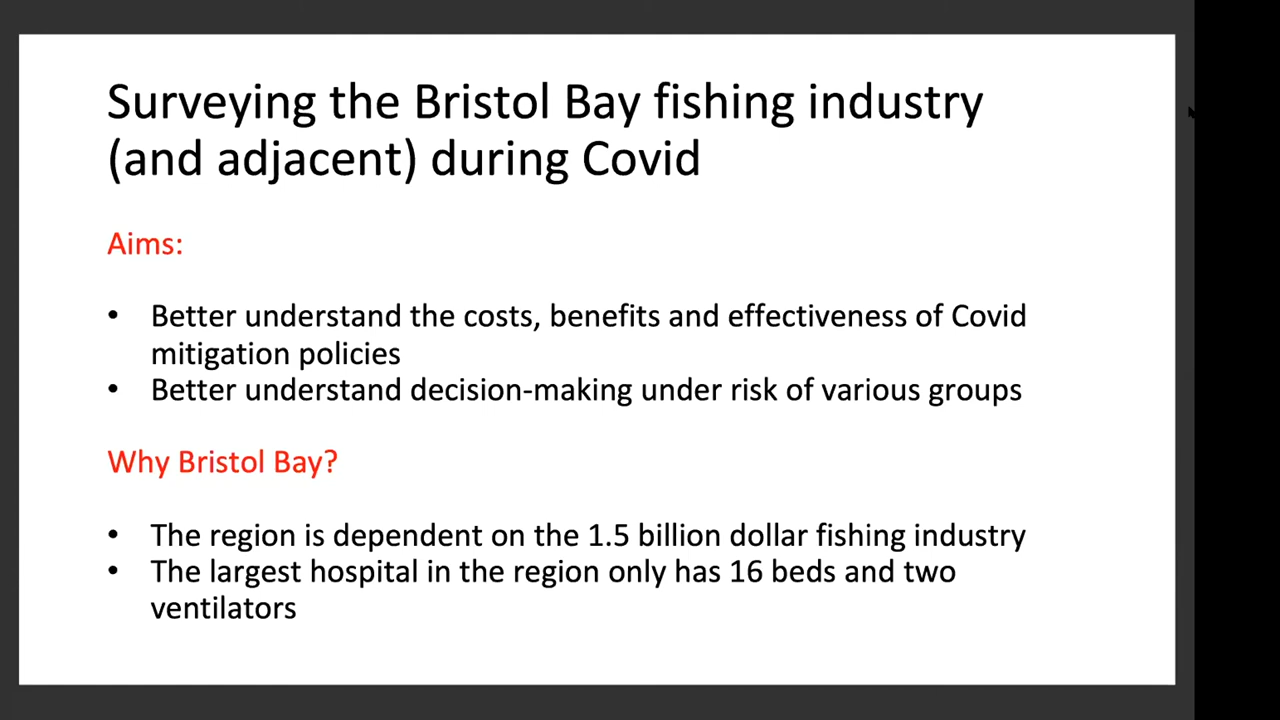 Surveying the Bristol Bay fishing industry
(and adjacent) during Covid
Aims:
• Better understand the costs, benefits and effectiveness of Covid
mitigation policies
• Better understand decision-making under risk of various groups
Why Bristol Bay?
• The region is dependent on the 1.5 billion dollar fishing industry
• The largest hospital in the region only has 16 beds and two
ventilators